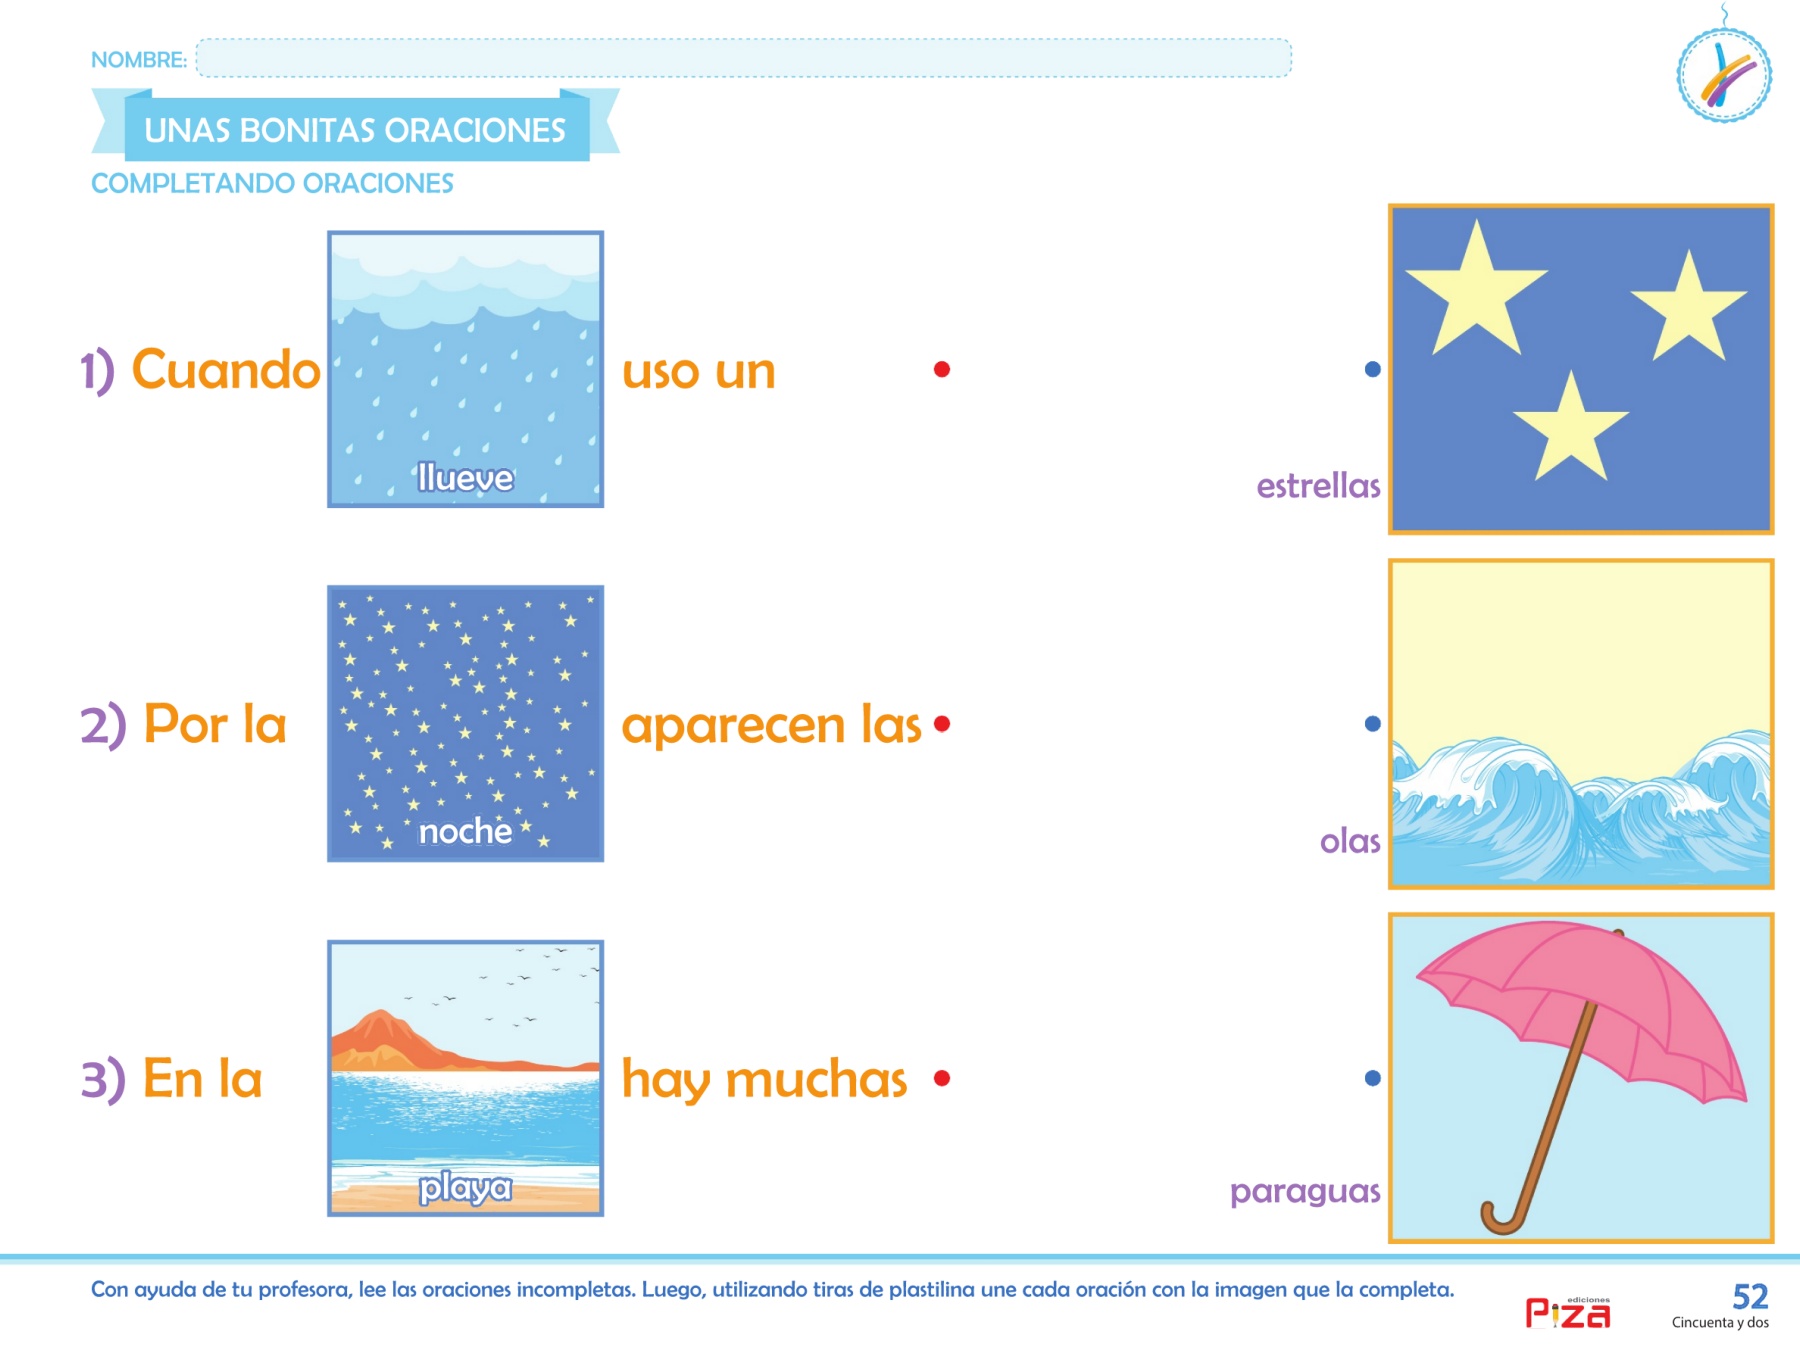 NOMBRE:
UNAS BONITAS ORACIONES
COMPLETANDO ORACIONES
1) Cuando llueve uso un
estrellas
2) Por la noche aparecen las
olas
3) En la playa hay muchas
paraguas
Con ayuda de tu profesora, lee las oraciones incompletas. Luego, utilizando tiras de plastilina une cada oración con la imagen que la completa.
ediciones
Piza
52
Cincuenta y dos